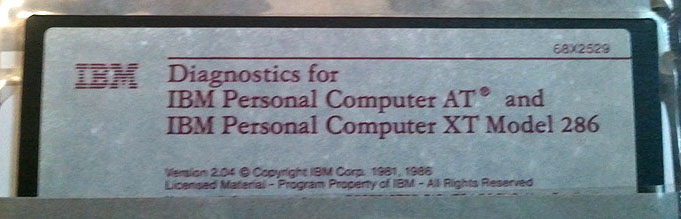 68X2529
IBM
Diagnostics for
IBM Personal Computer AT® and
IBM Personal Computer XT Model 286
Version 2.04 © Copyright IBM Corp. 1981, 1986
Licensed Material - Program Property of IBM - All Rights Reserved